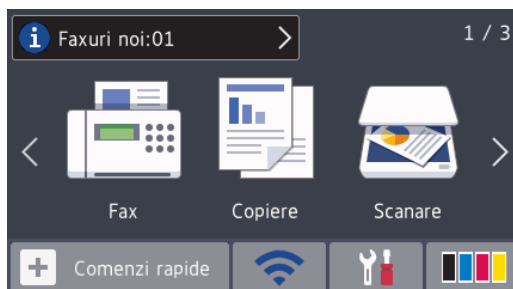 Faxuri noi:01
1 / 3
Fax
Copiere
Scanare
Comenzi rapide